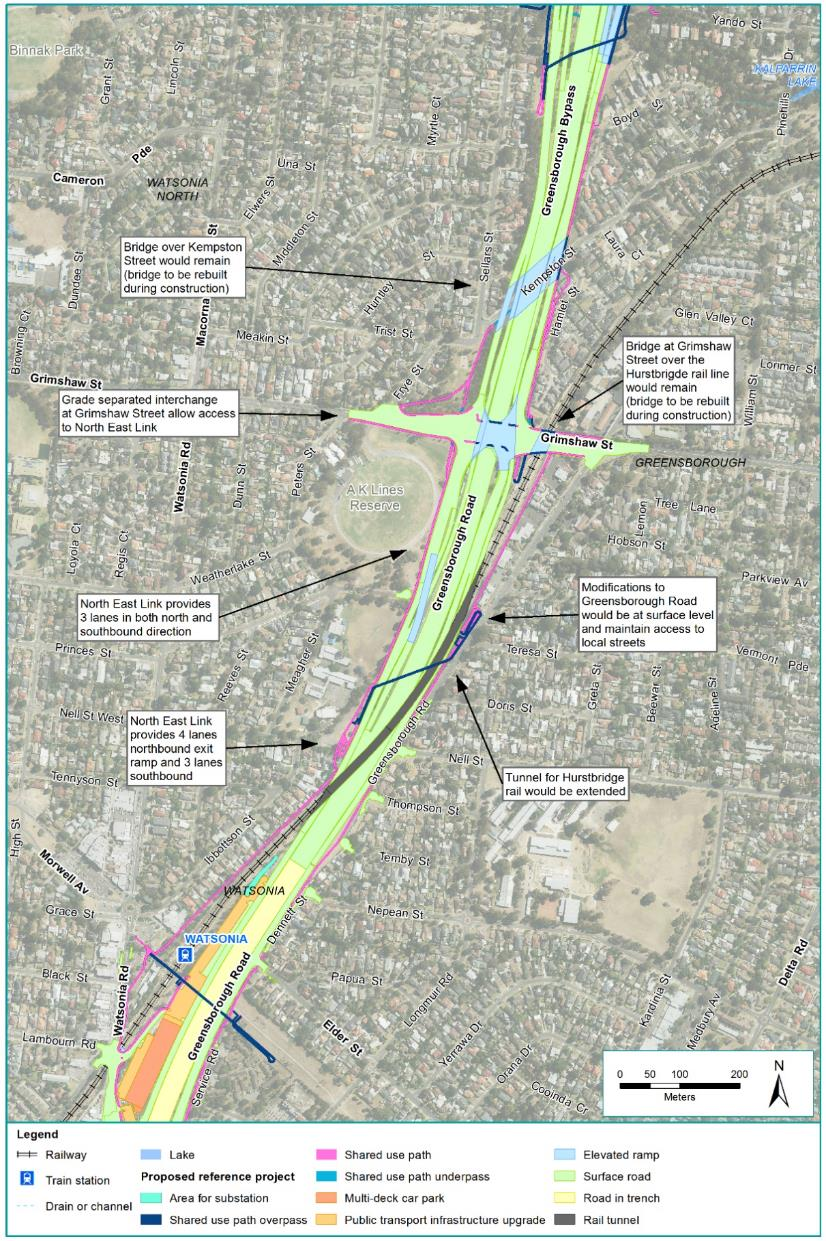 Binnak Park
Grant St
Lincoln St
Myrtle Ct
Yando St
KALPARRIN
LAKE
Pinehills Dr
Boyd St
Greensborough Bypass
Cameron
Pde
WATSONIA
NORTH
Una St
Elwers St
Middleton St
Bridge over Kempston
Street would remain
(bridge to be rebuilt
during construction)
Dundee St
Macorna St
Huntley St
Sellars St
Kempston St
Laura Ct
Hamlet St
Glen Valley Ct
Browning Ct
Meakin St
Trist St
Bridge at Grimshaw
Street over the
Hurstbrigde rail line
would remain
(bridge to be rebuilt
during construction)
Lorimer St
William St
Grimshaw St
Frye St
Grade separated interchange
at Grimshaw Street allow access
to North East Link
Grimshaw St
GREENSBOROUGH
Watsonia Rd
Dunn St
Peters St
A K Lines
Reserve
Greensborough Road
Lemon
Tree Lane
Hobson St
Loyola Ct
Regis Ct
Weatherlake St
Parkview Av
North East Link provides
3 lanes in both north and
southbound direction
Modifications to
Greensborough Road
would be at surface level
and maintain access to
local streets
Princes St
Reeves St
Meagher St
Teresa St
Vermont Pde
Greta St
Beewar St
Adeline St
Nell St West
Doris St
North East Link
provides 4 lanes
northbound exit
ramp and 3 lanes
southbound
Greensborough Rd
Nell St
Tunnel for Hurstbridge
rail would be extended
Tennyson St
Thompson St
High St
Ibbottson St
Morwell Av
Temby St
WATSONIA
Grace St
Dennett St
Nepean St
WATSONIA
Black St
Watsonia Rd
Greensborough Road
Papua St
Longmuir Rd
Kardinia St
Delta Rd
Medbury Av
Lambourn Rd
Elder St
Yerrawa Dr
Orana Dr
Service Rd
Cooinda Cr
0 50 100 200
Meters
N
Legend
Railway
Train station
Drain or channel
Lake
Proposed reference project
Area for substation
Shared use path overpass
Shared use path
Shared use path underpass
Multi-deck car park
Public transport infrastructure upgrade
Elevated ramp
Surface road
Road in trench
Rail tunnel